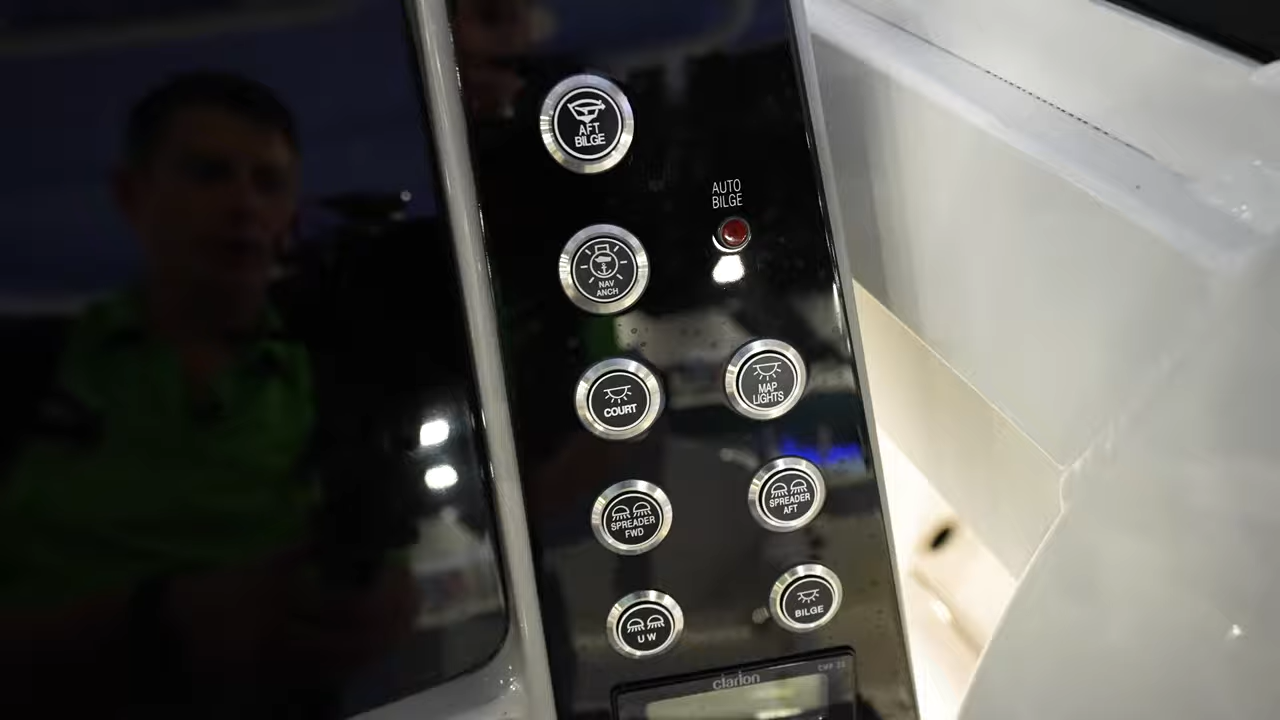 AFT
BILGE
AUTO
BILGE
NAV
ANCH
COURT
MAP
LIGHTS
SPREADER
FWD
SPREADER
AFT
U W
BILGE
clarion